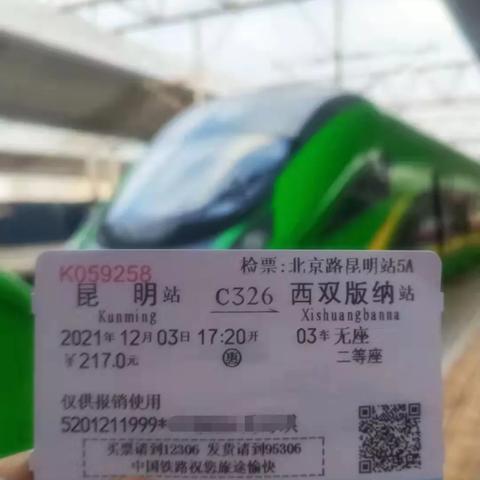 K059258 检票:北京路昆明站5A
昆 明站 C326 西双版纳站
Kunming Xishuangbanna
2021年12月03日17:20开 03车无座
¥217.0元 惠 二等座
仅供报销使用
5201211999*
买票请到12306 发货请到95306
中国铁路祝您旅途愉快